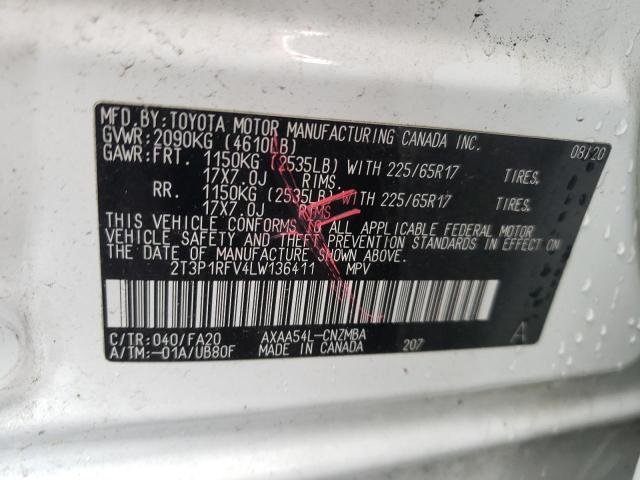 MFD.BY:TOYOTA MOTOR MANUFACTURING CANADA INC.
GVWR:2090KG (4610LB) 08/20
GAWR:FRT. 1150KG (2535LB) WITH 225/65R17 TIRES,
17X7.0J RIMS,
RR. 1150KG (2535LB) WITH 225/65R17 TIRES,
17X7.0J RIMS
THIS VEHICLE CONFORMS TO ALL APPLICABLE FEDERAL MOTOR
VEHICLE SAFETY AND THEFT PREVENTION STANDARDS IN EFFECT ON
THE DATE OF MANUFACTURE SHOWN ABOVE.
2T3P1RFV4LW136411 MPV
C/TR:040/FA20 AXAA54L-CNZMBA A
A/TM:-01A/UB80F MADE IN CANADA 207